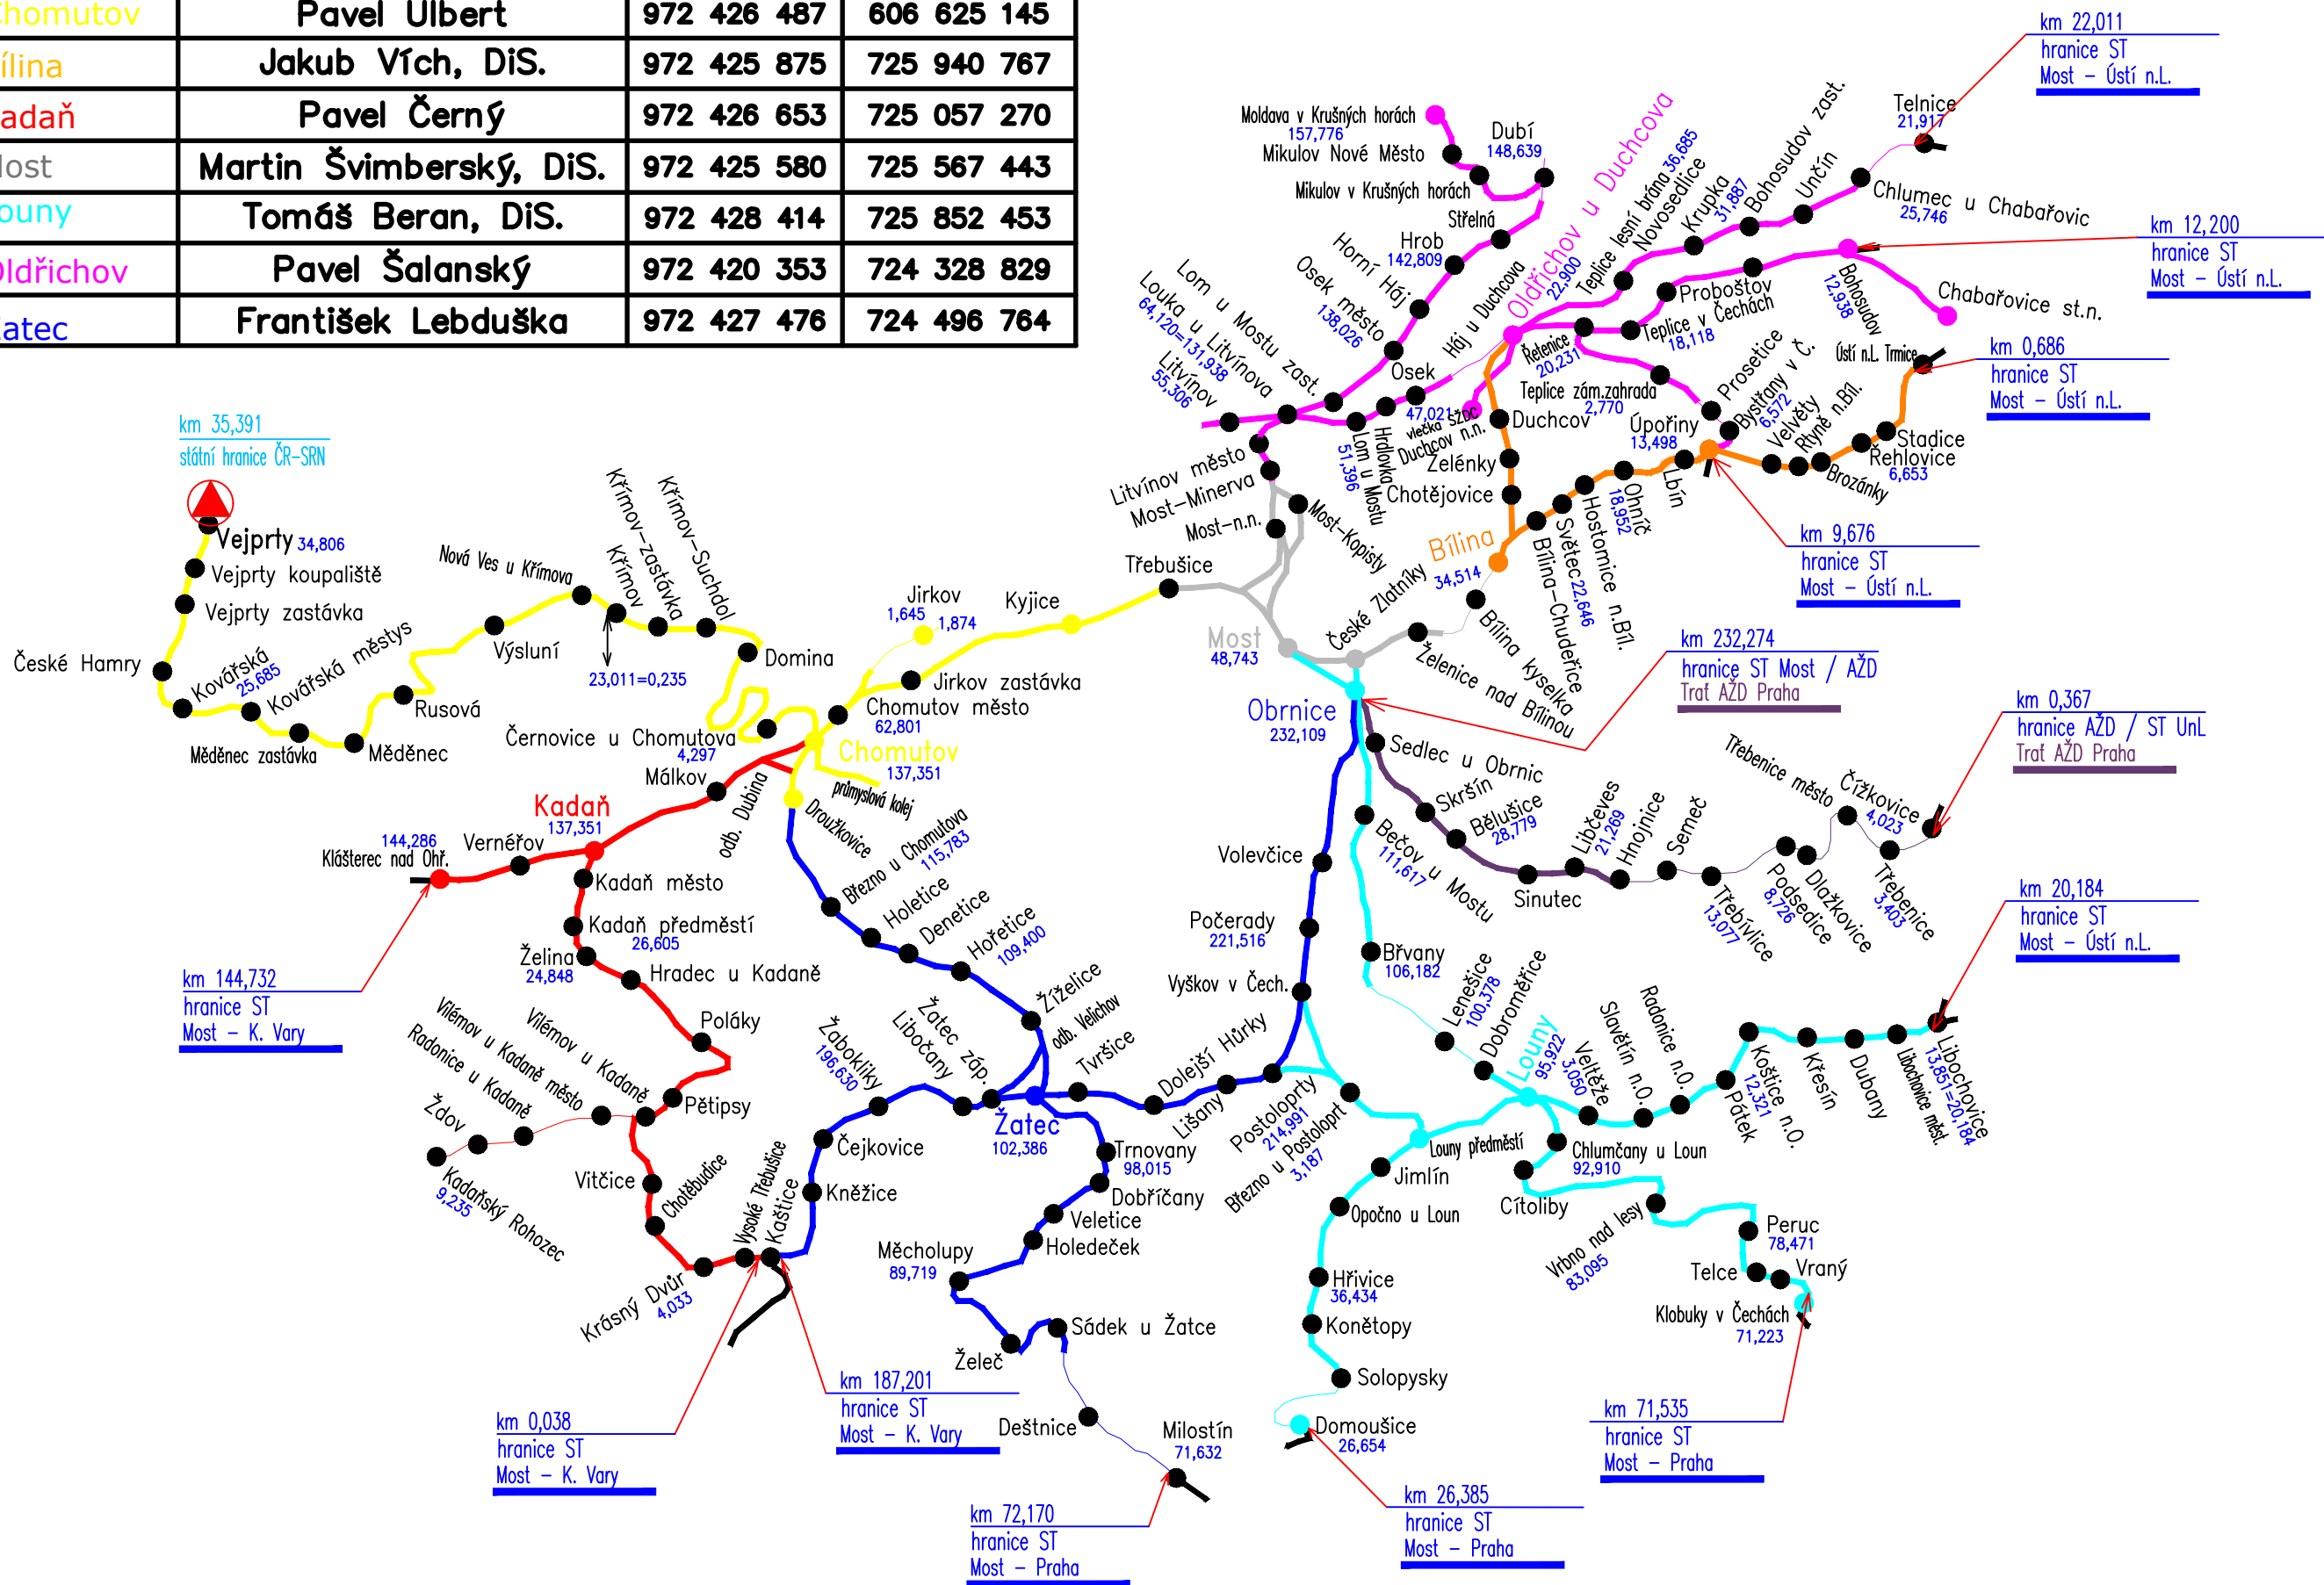 Chomutov Pavel Ulbert 972 426 487 606 625 145
Bílina Jakub Vích, DiS. 972 425 875 725 940 767
Kadaň Pavel Černý 972 426 653 725 057 270
Most Martin Švimberský, DiS. 972 425 580 725 567 443
Louny Tomáš Beran, DiS. 972 428 414 725 852 453
Oldřichov Pavel Šalanský 972 420 353 724 328 829
Žatec František Lebduška 972 427 476 724 496 764
km 22,011
hranice ST
Most – Ústí n.L.
Telnice
21,917
Chlumec u Chabařovic
25,746
Unčín
Bohosudov zast.
Krupka
31,887
Novosedlice
Teplice lesní brána 36,685
Oldřichov u Duchcova
22,900
Moldava v Krušných horách
157,776
Mikulov Nové Město
Mikulov v Krušných horách
Dubí
148,639
Střelná
Hrob
142,809
Horní Háj
Osek město
138,026
Lom u Mostu zast.
Louka u Litvínova
64,120=131,938
Litvínov
55,306
Háj u Duchcova
Osek
47,021
Hrdlovka
Lom u Mostu
51,396
vlečka SŽDC
Duchcov n.n.
km 12,200
hranice ST
Most – Ústí n.L.
Bohosudov
12,938
Chabařovice st.n.
Proboštov
Teplice v Čechách
18,118
Řetenice
20,231
Teplice zám.zahrada
2,770
Prosetice
Bystřany v Č.
6,572
Úpořiny
13,498
km 0,686
hranice ST
Most – Ústí n.L.
Ústí n.L. Trmice
Stadice
Řehlovice
6,653
Brozánky
Rtyně n.Bíl.
Velvěty
km 9,676
hranice ST
Most – Ústí n.L.
Lbín
Ohníč
18,952
Hostomice n.Bíl.
Světec 22,646
Bílina-Chudeřice
Duchcov
Želénky
Chotějovice
Bílina
34,514
Bílina kyselka
Želenice nad Bílinou
České Zlatníky
Litvínov město
Most-Minerva
Most-n.n.
Most-Kopisty
Třebušice
Most
48,743
km 35,391
státní hranice ČR-SRN
Vejprty 34,806
Vejprty koupaliště
Vejprty zastávka
České Hamry
Kovářská
25,685
Kovářská městys
Měděnec zastávka
Měděnec
Rusová
Výsluní
Nová Ves u Křímova
Křímov
Křímov-zastávka
Křímov-Suchdol
23,011=0,235
Domina
Černovice u Chomutova
4,297
Jirkov
1,645
1,874
Kyjice
Jirkov zastávka
Chomutov město
62,801
Chomutov
137,351
průmyslová kolej
Málkov
odb. Dubina
Droužkovice
Kadaň
137,351
Vernéřov
144,286
Klášterec nad Ohř.
km 144,732
hranice ST
Most – K. Vary
Kadaň město
Kadaň předměstí
26,605
Želina
24,848
Hradec u Kadaně
Poláky
Pětipsy
Vilémov u Kadaně
Vilémov u Kadaně město
Radonice u Kadaně
Ždov
Kadaňský Rohozec
9,235
Vitčice
Chotěbudice
Krásný Dvůr
4,033
Vysoké Třebušice
Kaštice
km 0,038
hranice ST
Most – K. Vary
km 187,201
hranice ST
Most – K. Vary
Kněžice
Čejkovice
Žabokliky
196,630
Libočany
Žatec záp.
Žatec
102,386
Březno u Chomutova
115,783
Holetice
Denetice
Hořetice
109,400
Žíželice
odb. Velichov
Tvršice
Dolejší Hůrky
Lišany
Postoloprty
214,991
Březno u Postoloprt
3,187
Trnovany
98,015
Dobříčany
Veletice
Holedeček
Měcholupy
89,719
Želeč
Sádek u Žatce
Deštnice
Milostín
71,632
km 72,170
hranice ST
Most – Praha
Obrnice
232,109
km 232,274
hranice ST Most / AŽD
Trať AŽD Praha
Volevčice
Počerady
221,516
Vyškov v Čech.
Sedlec u Obrnic
Skršín
Bělušice
28,779
Sinutec
Libčeves
21,269
Hnojnice
Semeč
Třebívlice
13,077
Podsedice
8,726
Dlažkovice
Třebenice město
Třebenice
3,403
Čížkovice
4,023
km 0,367
hranice AŽD / ST UnL
Trať AŽD Praha
Bečov u Mostu
111,617
Břvany
106,182
Lenešice
100,378
Dobroměřice
Louny
95,922
3,050
Veltěže
Slavětín n.O.
Radonice n.O.
Pátek
Koštice n.O.
12,321
Křesín
Dubany
Libochovice měst.
Libochovice
13,851=20,184
km 20,184
hranice ST
Most – Ústí n.L.
Louny předměstí
Jimlín
Opočno u Loun
Hřivice
36,434
Konětopy
Solopysky
Domoušice
26,654
km 26,385
hranice ST
Most – Praha
Chlumčany u Loun
92,910
Cítoliby
Vrbno nad lesy
83,095
Peruc
78,471
Telce
Vraný
Klobuky v Čechách
71,223
km 71,535
hranice ST
Most – Praha